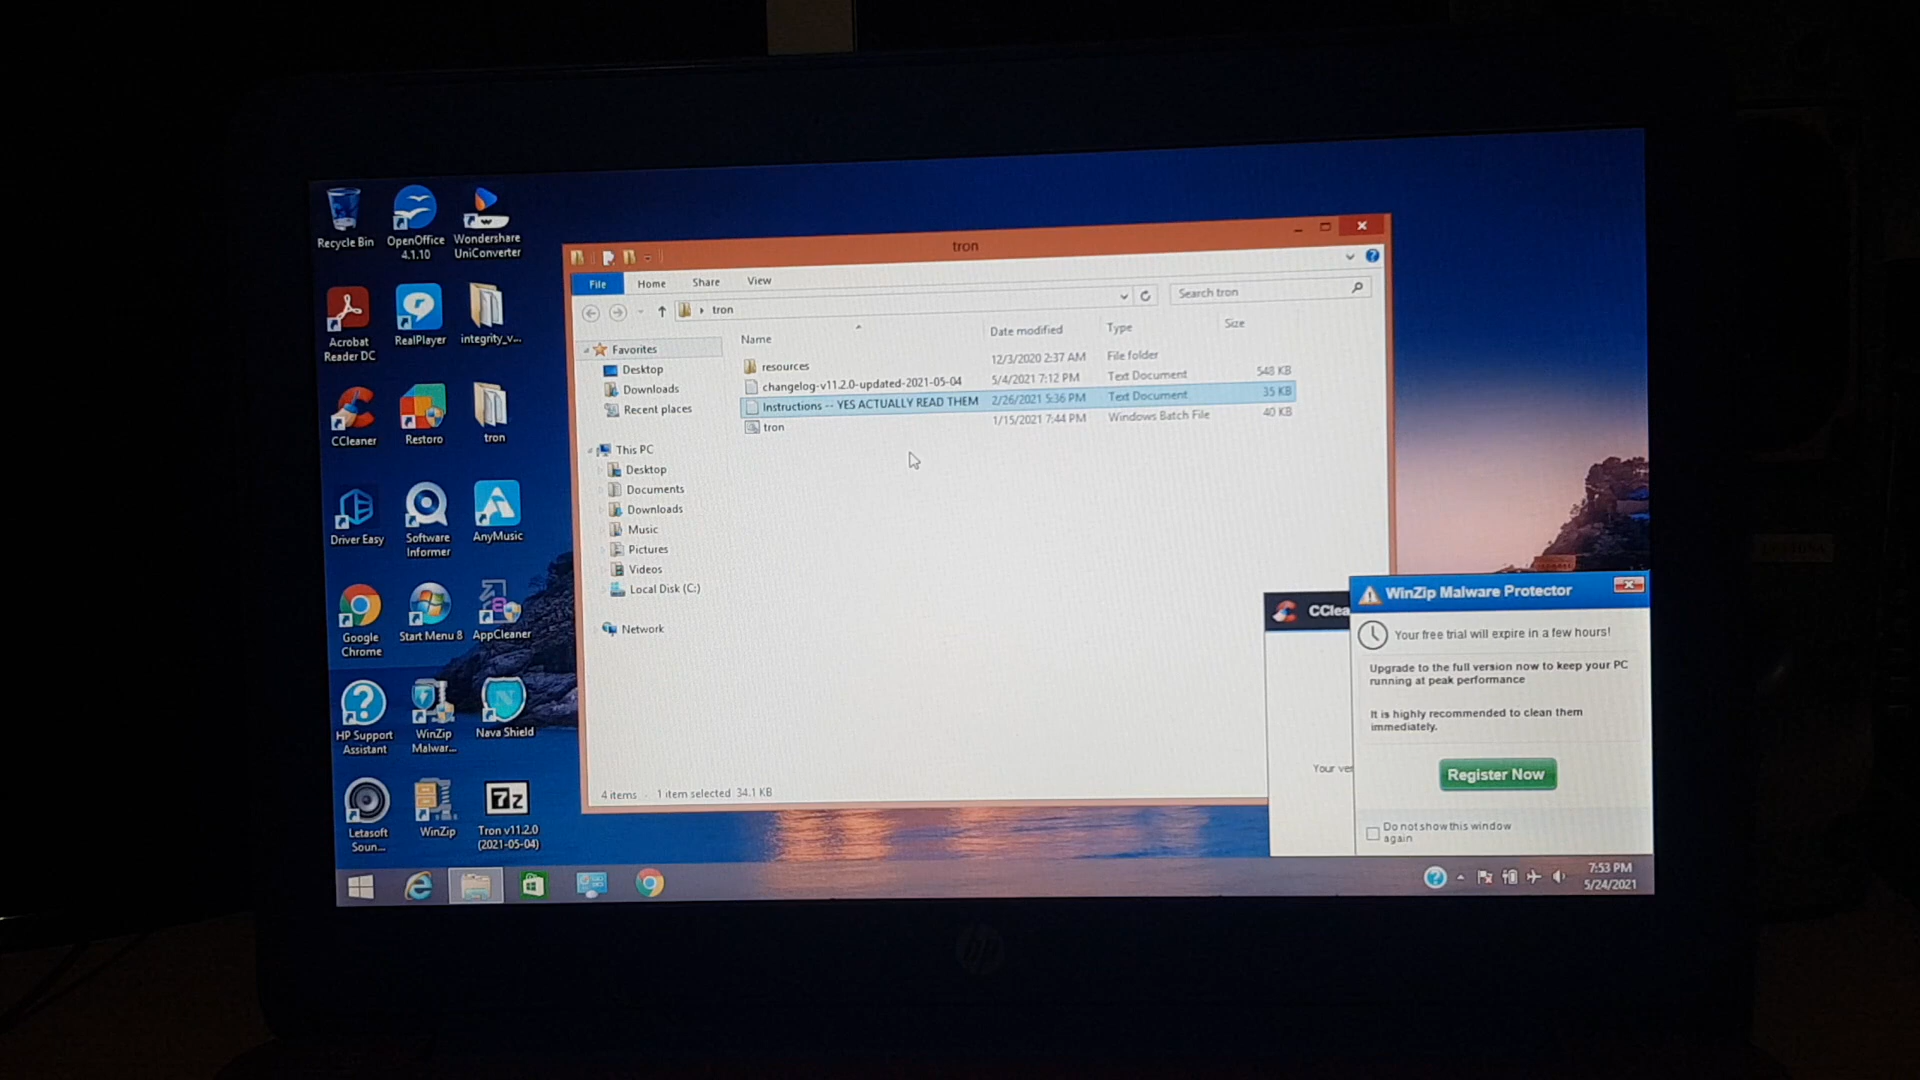 Recycle Bin
OpenOffice 4.1.10
Wondershare UniConverter
Acrobat Reader DC
RealPlayer
integrity_v...
CCleaner
Restoro
tron
Driver Easy
Software Informer
AnyMusic
Google Chrome
Start Menu 8
AppCleaner
HP Support Assistant
WinZip Malwar...
Nava Shield
Letasoft Soun...
WinZip
Tron v11.2.0 (2021-05-04)
tron
File Home Share View
tron
Search tron
Name Date modified Type Size
resources 12/3/2020 2:37 AM File folder
changelog-v11.2.0-updated-2021-05-04 5/4/2021 7:12 PM Text Document 548 KB
Instructions -- YES ACTUALLY READ THEM 2/26/2021 5:36 PM Text Document 35 KB
tron 1/15/2021 7:44 PM Windows Batch File 40 KB
Favorites
Desktop
Downloads
Recent places
This PC
Desktop
Documents
Downloads
Music
Pictures
Videos
Local Disk (C:)
Network
4 items 1 item selected 34.1 KB
CClea
Your ver
WinZip Malware Protector
Your free trial will expire in a few hours!
Upgrade to the full version now to keep your PC
running at peak performance
It is highly recommended to clean them
immediately.
Register Now
Do not show this window
again
7:53 PM
5/24/2021
hp